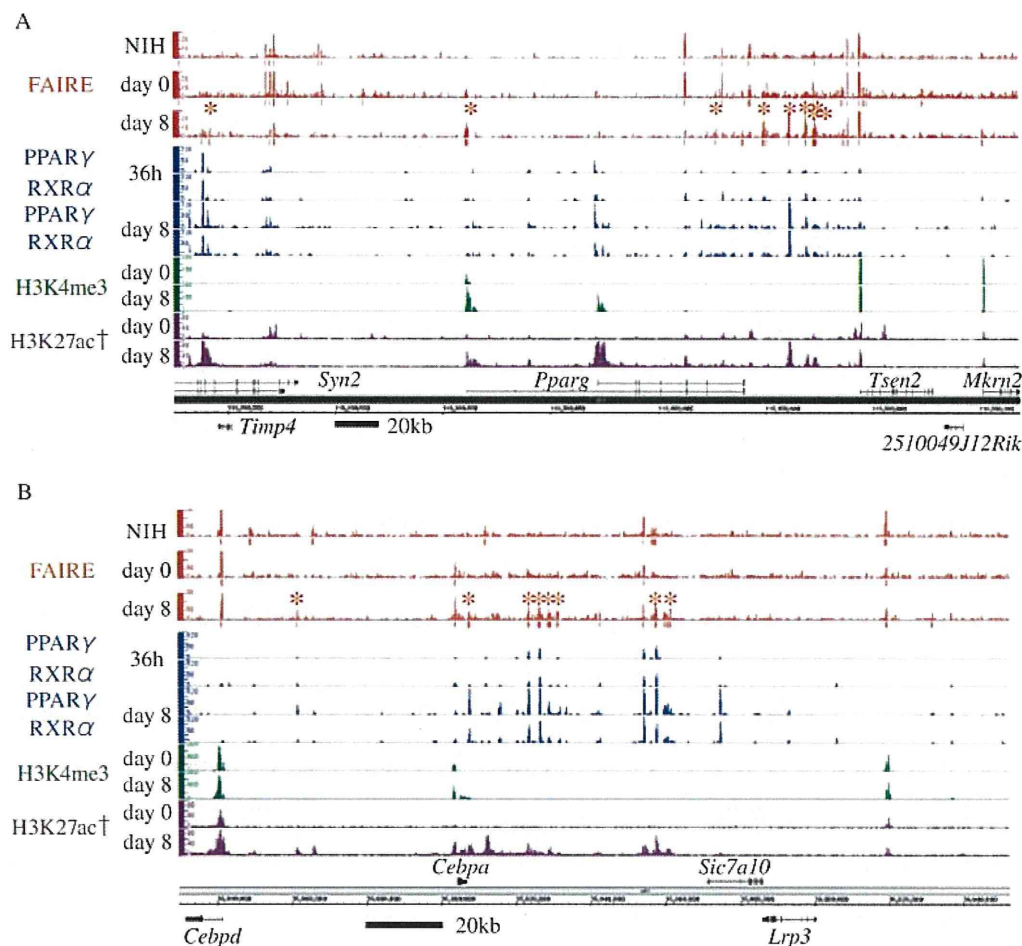 A
NIH
FAIRE
day 0
day 8
* * * * * * * * *
PPARγ
36h
RXRα
PPARγ
day 8
RXRα
H3K4me3
day 0
day 8
H3K27ac†
day 0
day 8
Syn2
Pparg
Tsen2
Mkrn2
Timp4
20kb
2510049J12Rik
B
NIH
FAIRE
day 0
day 8
* * * * * * * *
PPARγ
36h
RXRα
PPARγ
day 8
RXRα
H3K4me3
day 0
day 8
H3K27ac†
day 0
day 8
Cebpa
Sic7a10
Cebpd
20kb
Lrp3